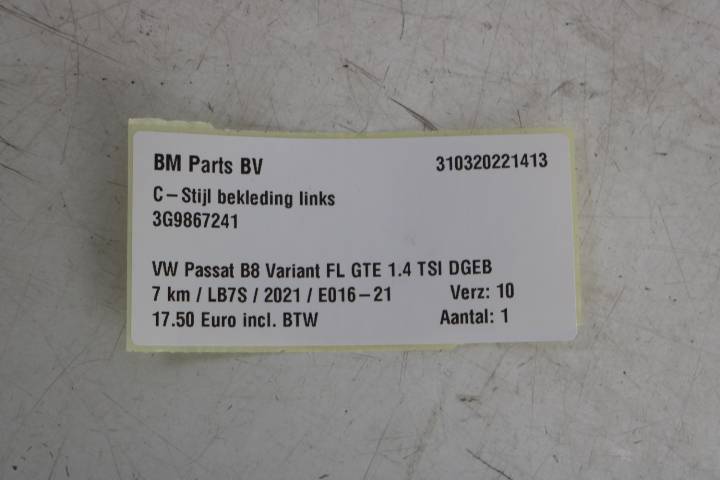 BM Parts BV 310320221413
C-Stijl bekleding links
3G9867241
VW Passat B8 Variant FL GTE 1.4 TSI DGEB
7 km / LB7S / 2021 / E016-21 Verz: 10
17.50 Euro incl. BTW Aantal: 1